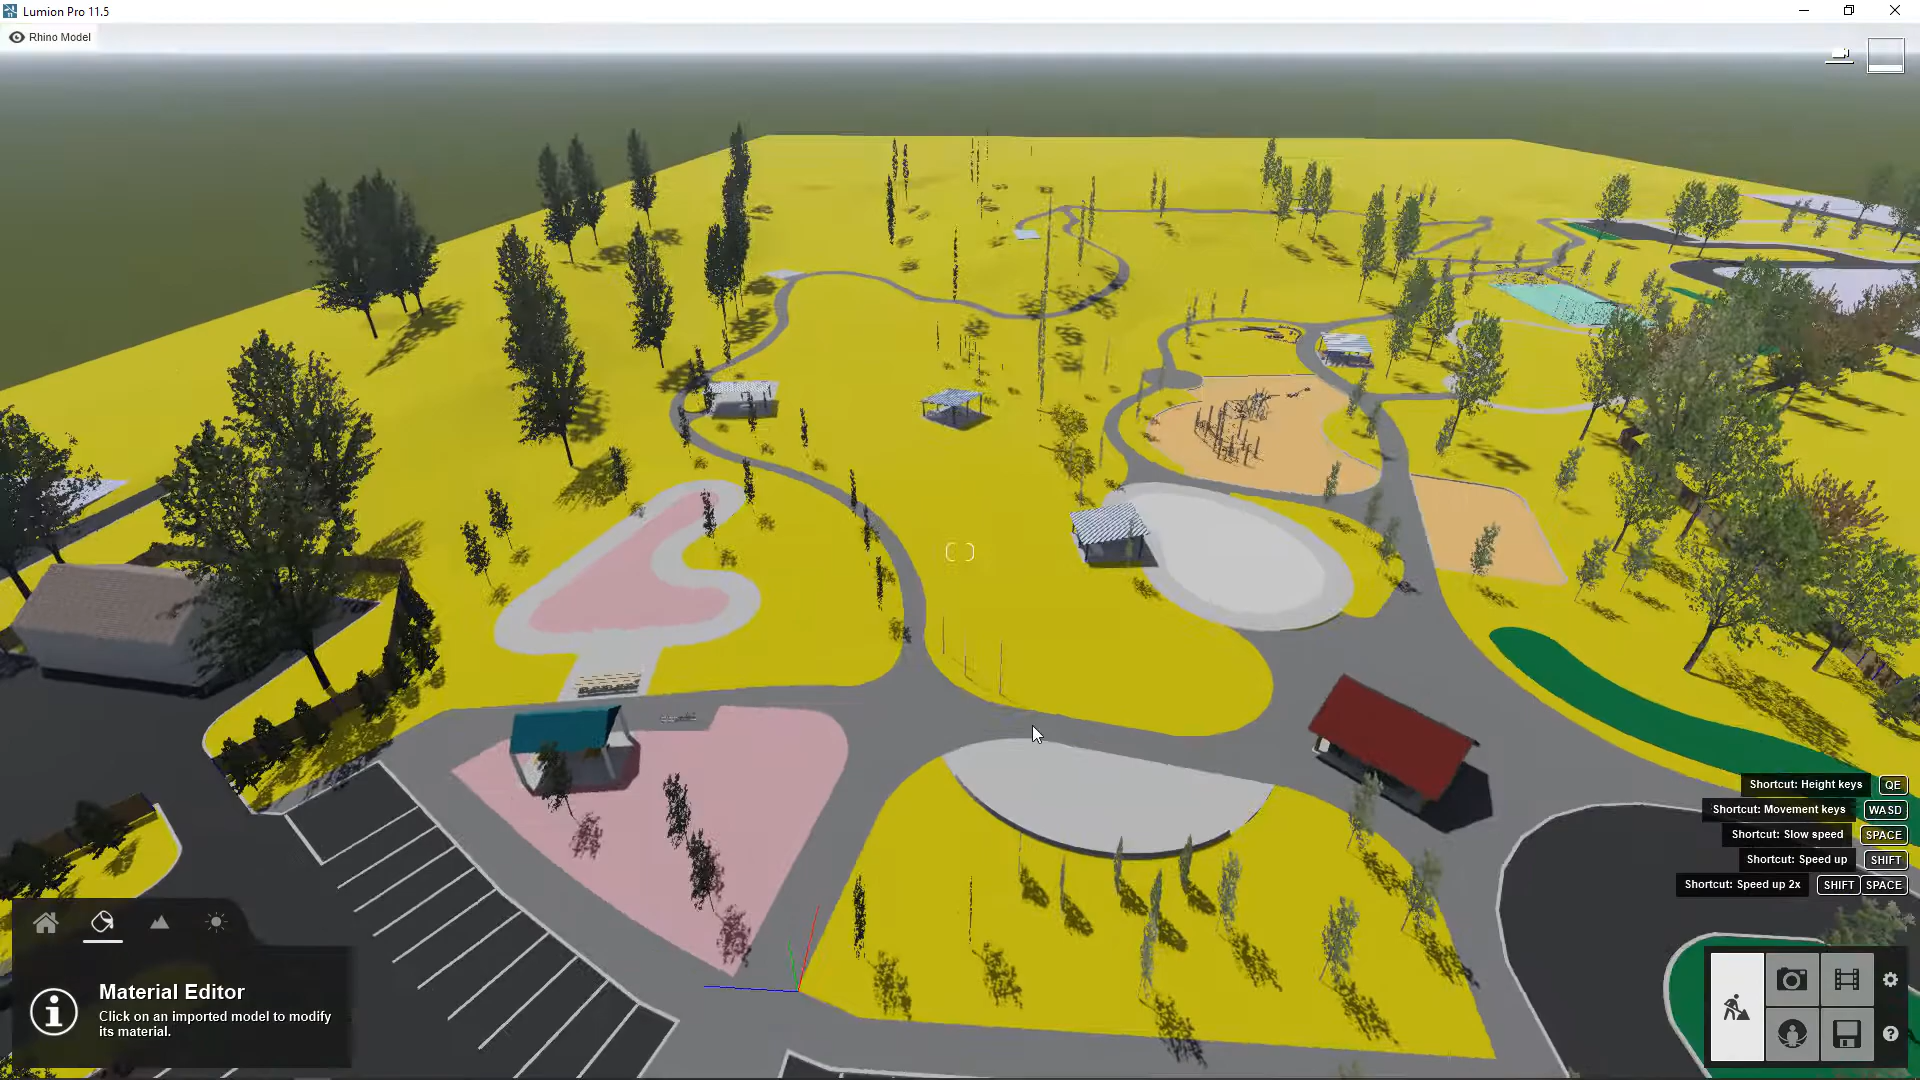 Lumion Pro 11.5
Rhino Model
Shortcut: Height keys QE
Shortcut: Movement keys WASD
Shortcut: Slow speed SPACE
Shortcut: Speed up SHIFT
Shortcut: Speed up 2x SHIFT SPACE
Material Editor
Click on an imported model to modify
its material.